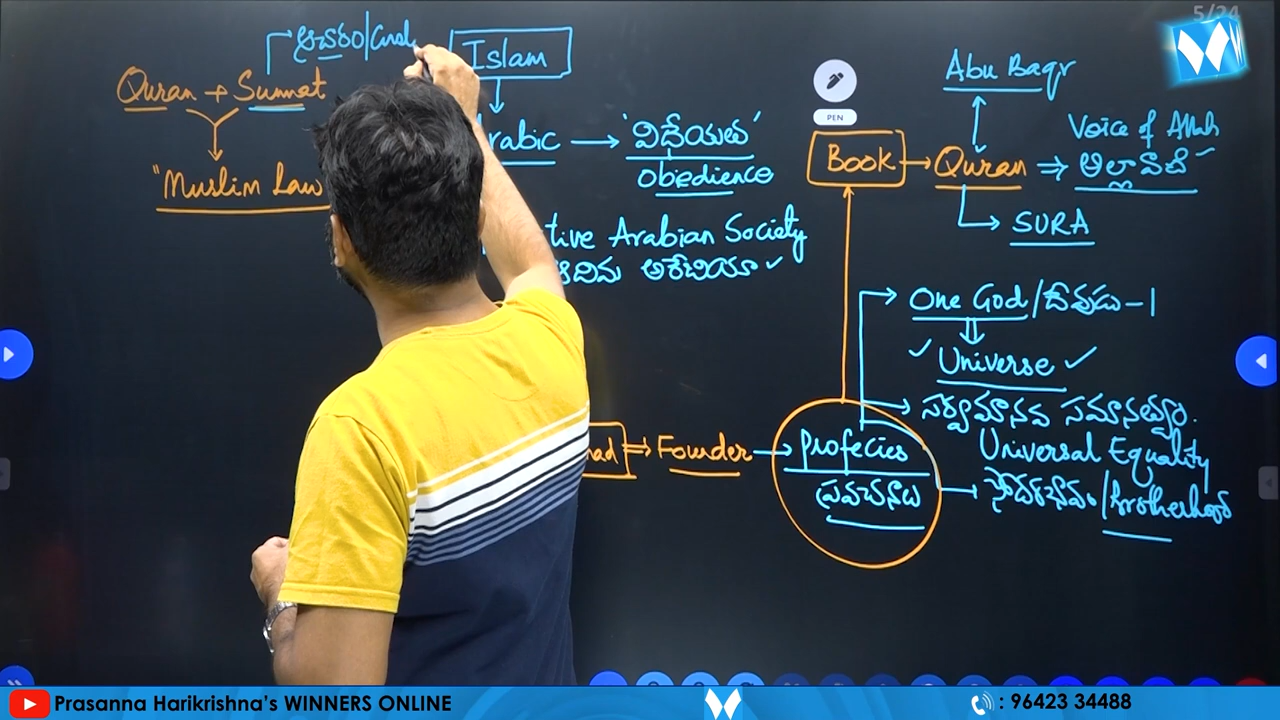 5/24
ఆచారం/
Islam
Quran + Sunnat
"Muslim Law
rabic → 'విధేయత'
obedience
tive Arabian Society
ఆదిమ అరేబియా ✓
Abu Baqr
PEN
Book → Quran ⇒ అల్లా వాణి
Voice of Allah
SURA
One God/దేవుడు-1
✓ Universe ✓
సర్వమానవ సమానత్వం.
Universal Equality
ad ⇒ Founder → Profecies
ప్రవచనాలు
సోదరభావం/Brotherhood
Prasanna Harikrishna's WINNERS ONLINE
: 96423 34488